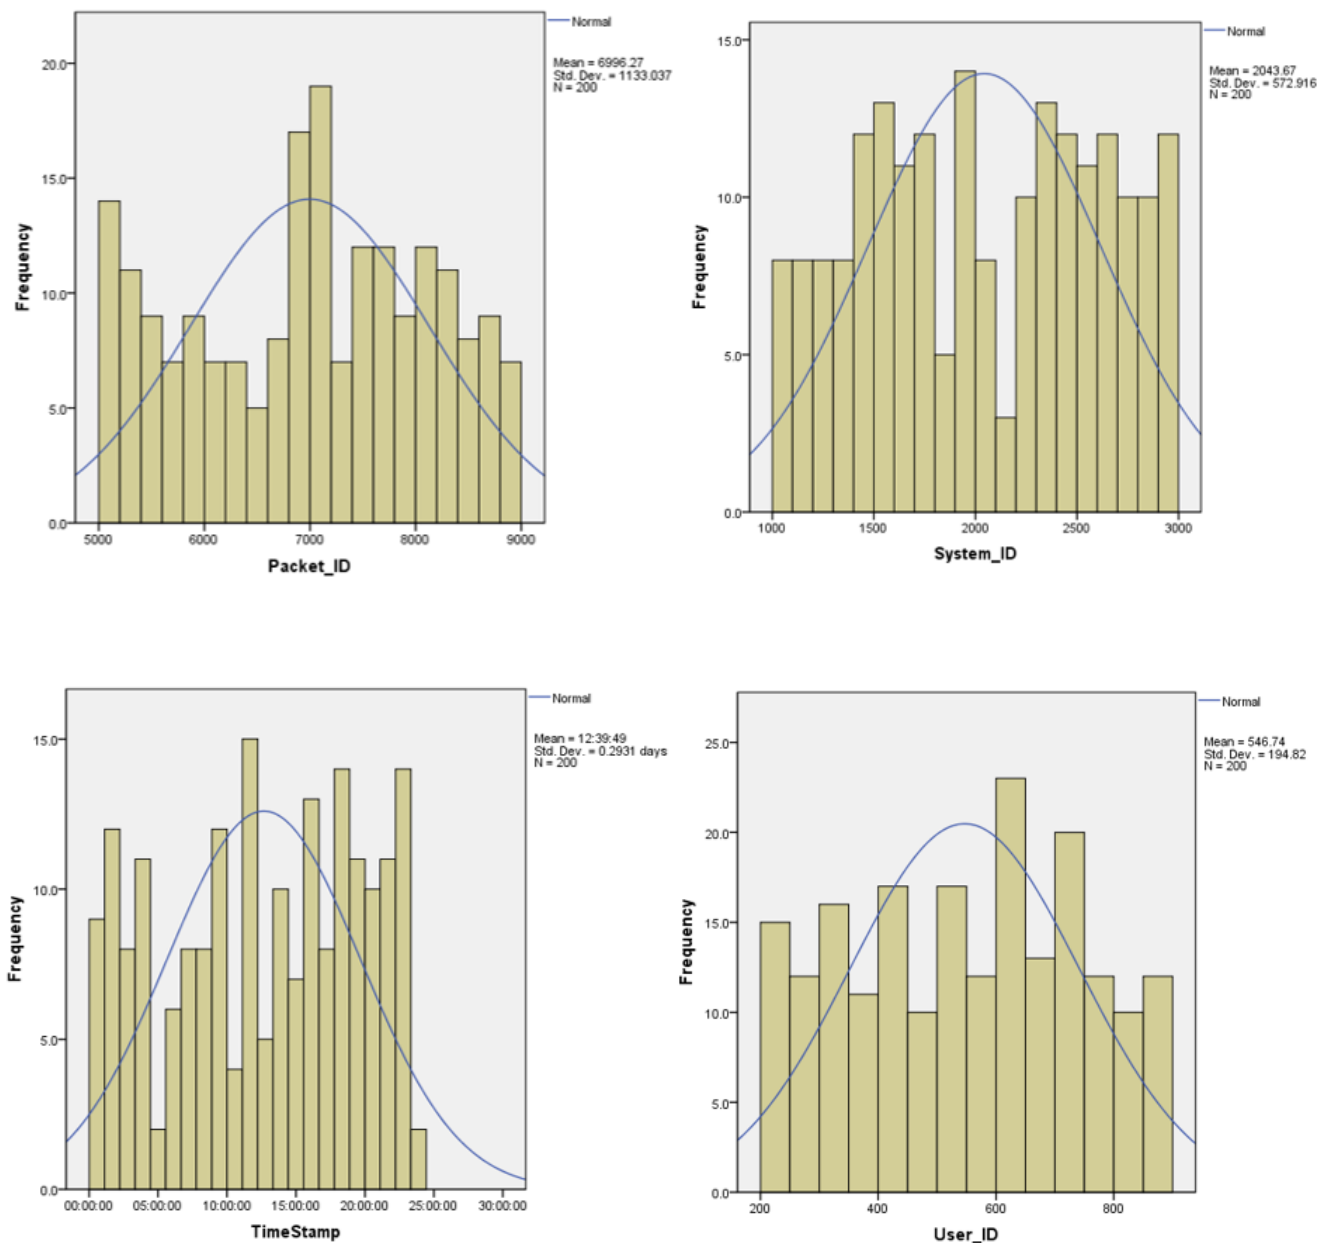 Normal
Mean = 6996.27
Std. Dev. = 1133.037
N = 200
20.0
15.0
10.0
5.0
0.0
Frequency
5000 6000 7000 8000 9000
Packet_ID
Normal
Mean = 2043.67
Std. Dev. = 572.916
N = 200
15.0
10.0
5.0
0.0
Frequency
1000 1500 2000 2500 3000
System_ID
Normal
Mean = 12:39:49
Std. Dev. = 0.2931 days
N = 200
15.0
10.0
5.0
0.0
Frequency
00:00:00 05:00:00 10:00:00 15:00:00 20:00:00 25:00:00 30:00:00
TimeStamp
Normal
Mean = 546.74
Std. Dev. = 194.82
N = 200
25.0
20.0
15.0
10.0
5.0
0.0
Frequency
200 400 600 800
User_ID